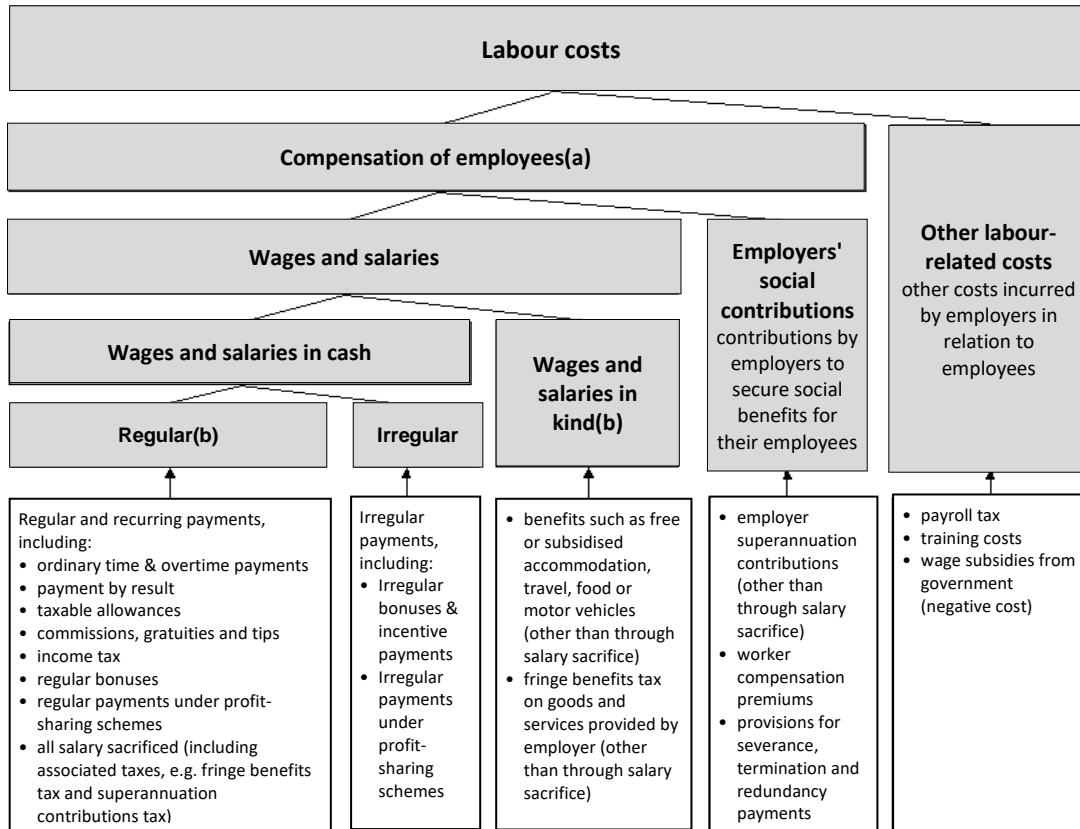 Labour costs
Compensation of employees(a)
Wages and salaries
Employers'
social
contributions
contributions by
employers to
secure social
benefits for
their employees
Other labour-
related costs
other costs incurred
by employers in
relation to
employees
Wages and salaries in cash
Wages and
salaries in
kind(b)
Regular(b)
Irregular
Regular and recurring payments,
including:
• ordinary time & overtime payments
• payment by result
• taxable allowances
• commissions, gratuities and tips
• income tax
• regular bonuses
• regular payments under profit-
sharing schemes
• all salary sacrificed (including
associated taxes, e.g. fringe benefits
tax and superannuation
contributions tax)
Irregular
payments,
including:
• Irregular
bonuses &
incentive
payments
• Irregular
payments
under
profit-
sharing
schemes
• benefits such as free
or subsidised
accommodation,
travel, food or
motor vehicles
(other than through
salary sacrifice)
• fringe benefits tax
on goods and
services provided by
employer (other
than through salary
sacrifice)
• employer
superannuation
contributions
(other than
through salary
sacrifice)
• worker
compensation
premiums
• provisions for
severance,
termination and
redundancy
payments
• payroll tax
• training costs
• wage subsidies from
government
(negative cost)